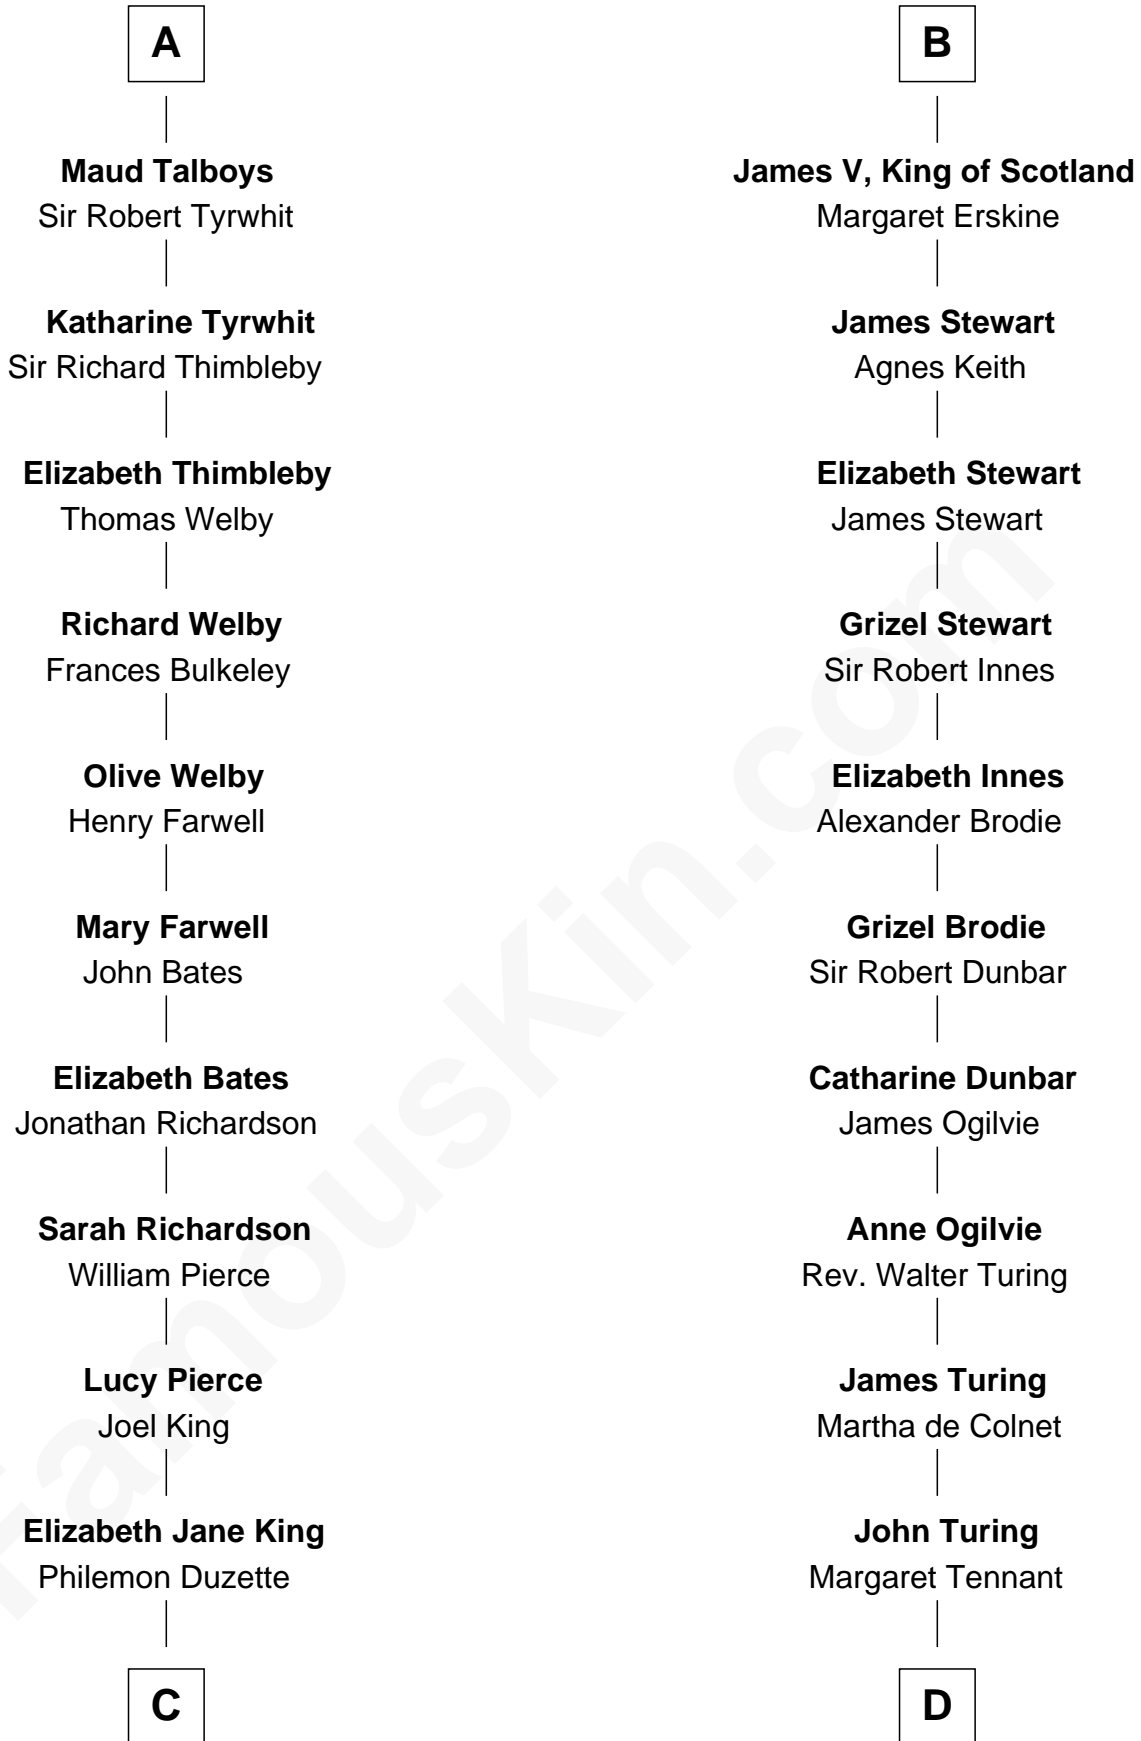 A
Maud Talboys
Sir Robert Tyrwhit
Katharine Tyrwhit
Sir Richard Thimbleby
Elizabeth Thimbleby
Thomas Welby
Richard Welby
Frances Bulkeley
Olive Welby
Henry Farwell
Mary Farwell
John Bates
Elizabeth Bates
Jonathan Richardson
Sarah Richardson
William Pierce
Lucy Pierce
Joel King
Elizabeth Jane King
Philemon Duzette
C
B
James V, King of Scotland
Margaret Erskine
James Stewart
Agnes Keith
Elizabeth Stewart
James Stewart
Grizel Stewart
Sir Robert Innes
Elizabeth Innes
Alexander Brodie
Grizel Brodie
Sir Robert Dunbar
Catharine Dunbar
James Ogilvie
Anne Ogilvie
Rev. Walter Turing
James Turing
Martha de Colnet
John Turing
Margaret Tennant
D
FamousKin.com